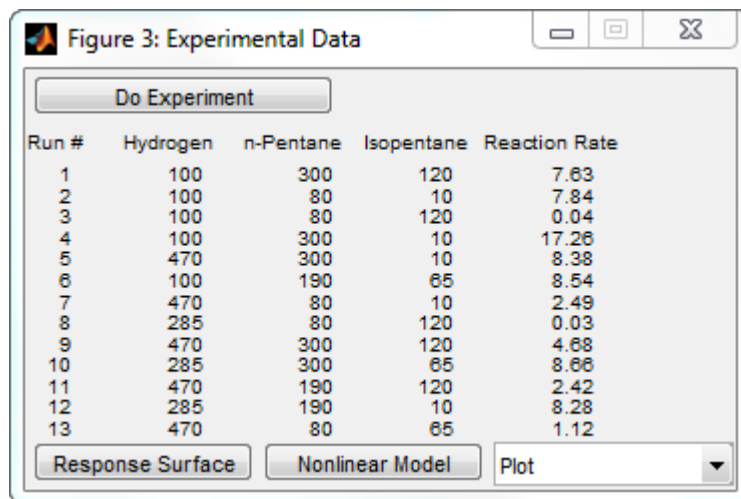 Figure 3: Experimental Data
Do Experiment
Run # Hydrogen n-Pentane Isopentane Reaction Rate
1 100 300 120 7.63
2 100 80 10 7.84
3 100 80 120 0.04
4 100 300 10 17.26
5 470 300 10 8.38
6 100 190 65 8.54
7 470 80 10 2.49
8 285 80 120 0.03
9 470 300 120 4.68
10 285 300 65 8.66
11 470 190 120 2.42
12 285 190 10 8.28
13 470 80 65 1.12
Response Surface Nonlinear Model Plot